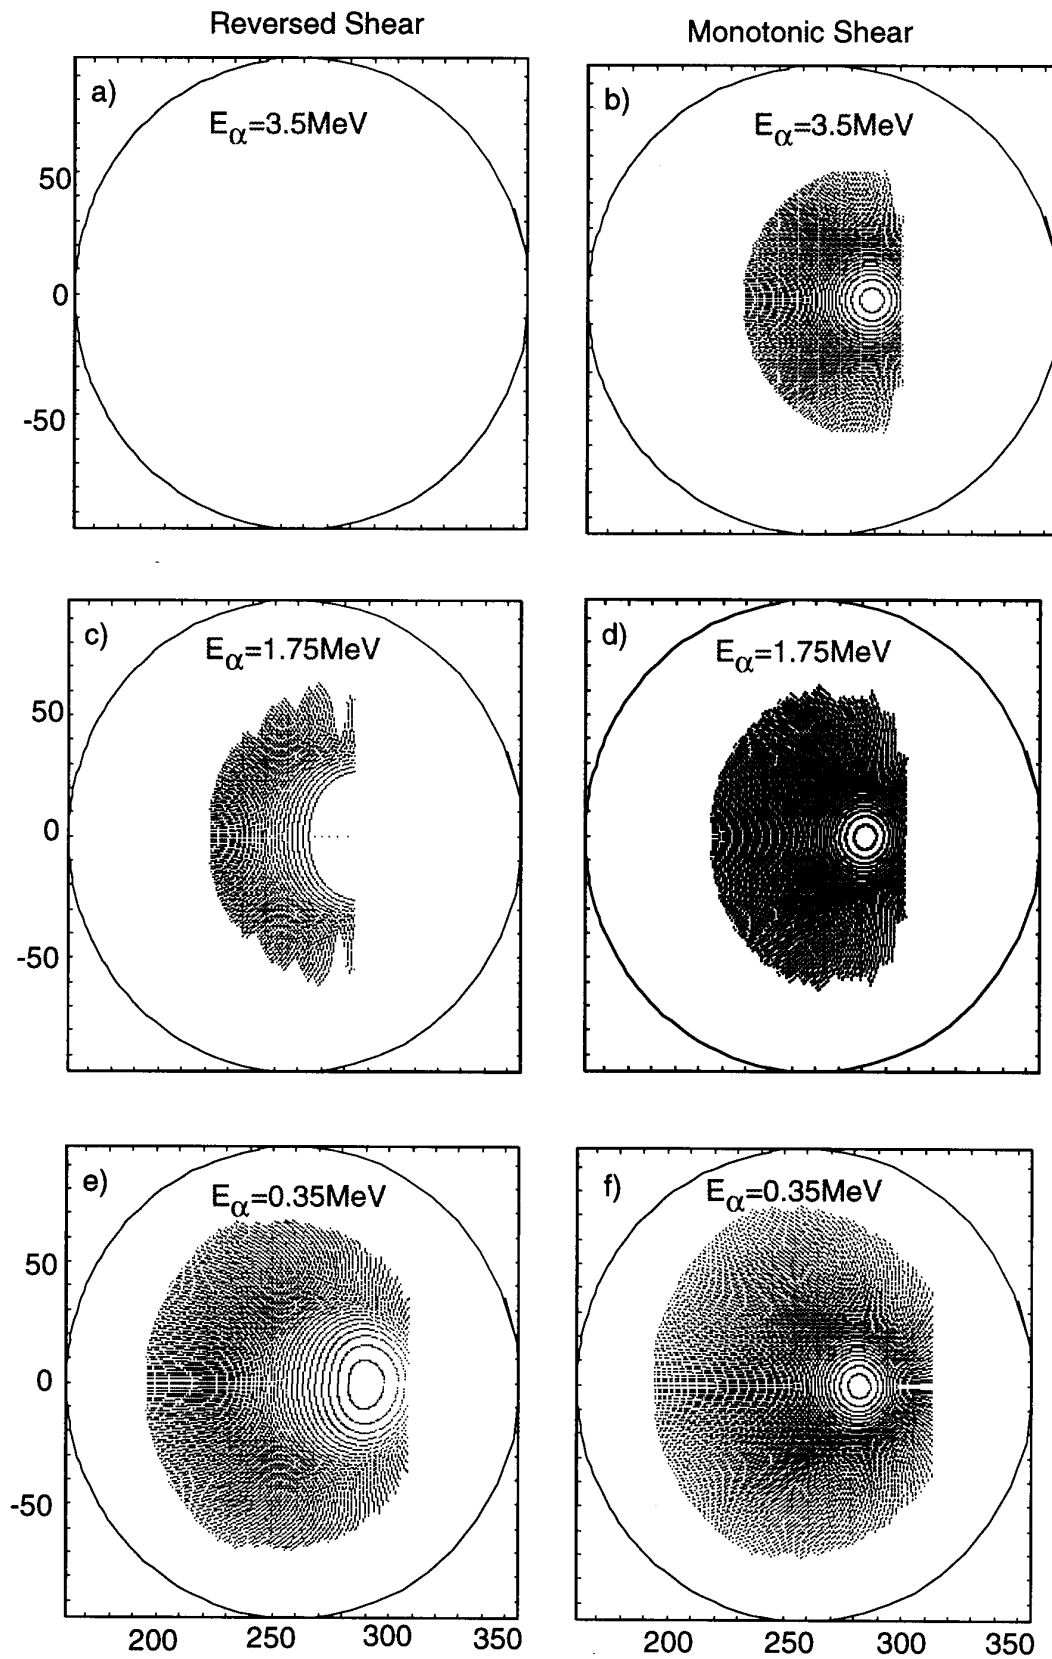 Reversed Shear
Monotonic Shear
a)
Eα=3.5MeV
b)
Eα=3.5MeV
50
0
-50
c)
Eα=1.75MeV
d)
Eα=1.75MeV
50
0
-50
e)
Eα=0.35MeV
f)
Eα=0.35MeV
50
0
-50
200 250 300 350
200 250 300 350